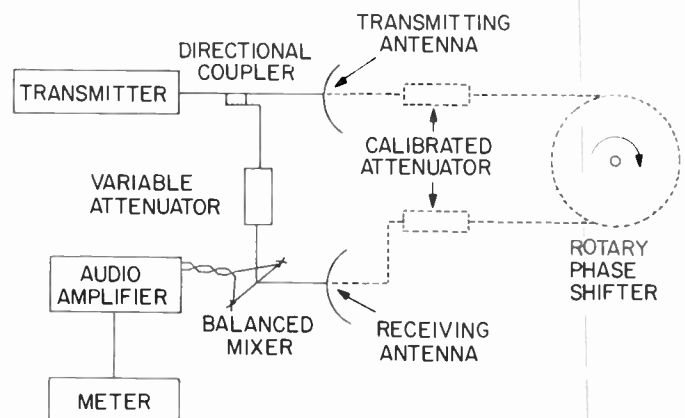 TRANSMITTING
ANTENNA
DIRECTIONAL
COUPLER
TRANSMITTER
CALIBRATED
ATTENUATOR
VARIABLE
ATTENUATOR
ROTARY
PHASE
SHIFTER
AUDIO
AMPLIFIER
BALANCED
MIXER
RECEIVING
ANTENNA
METER